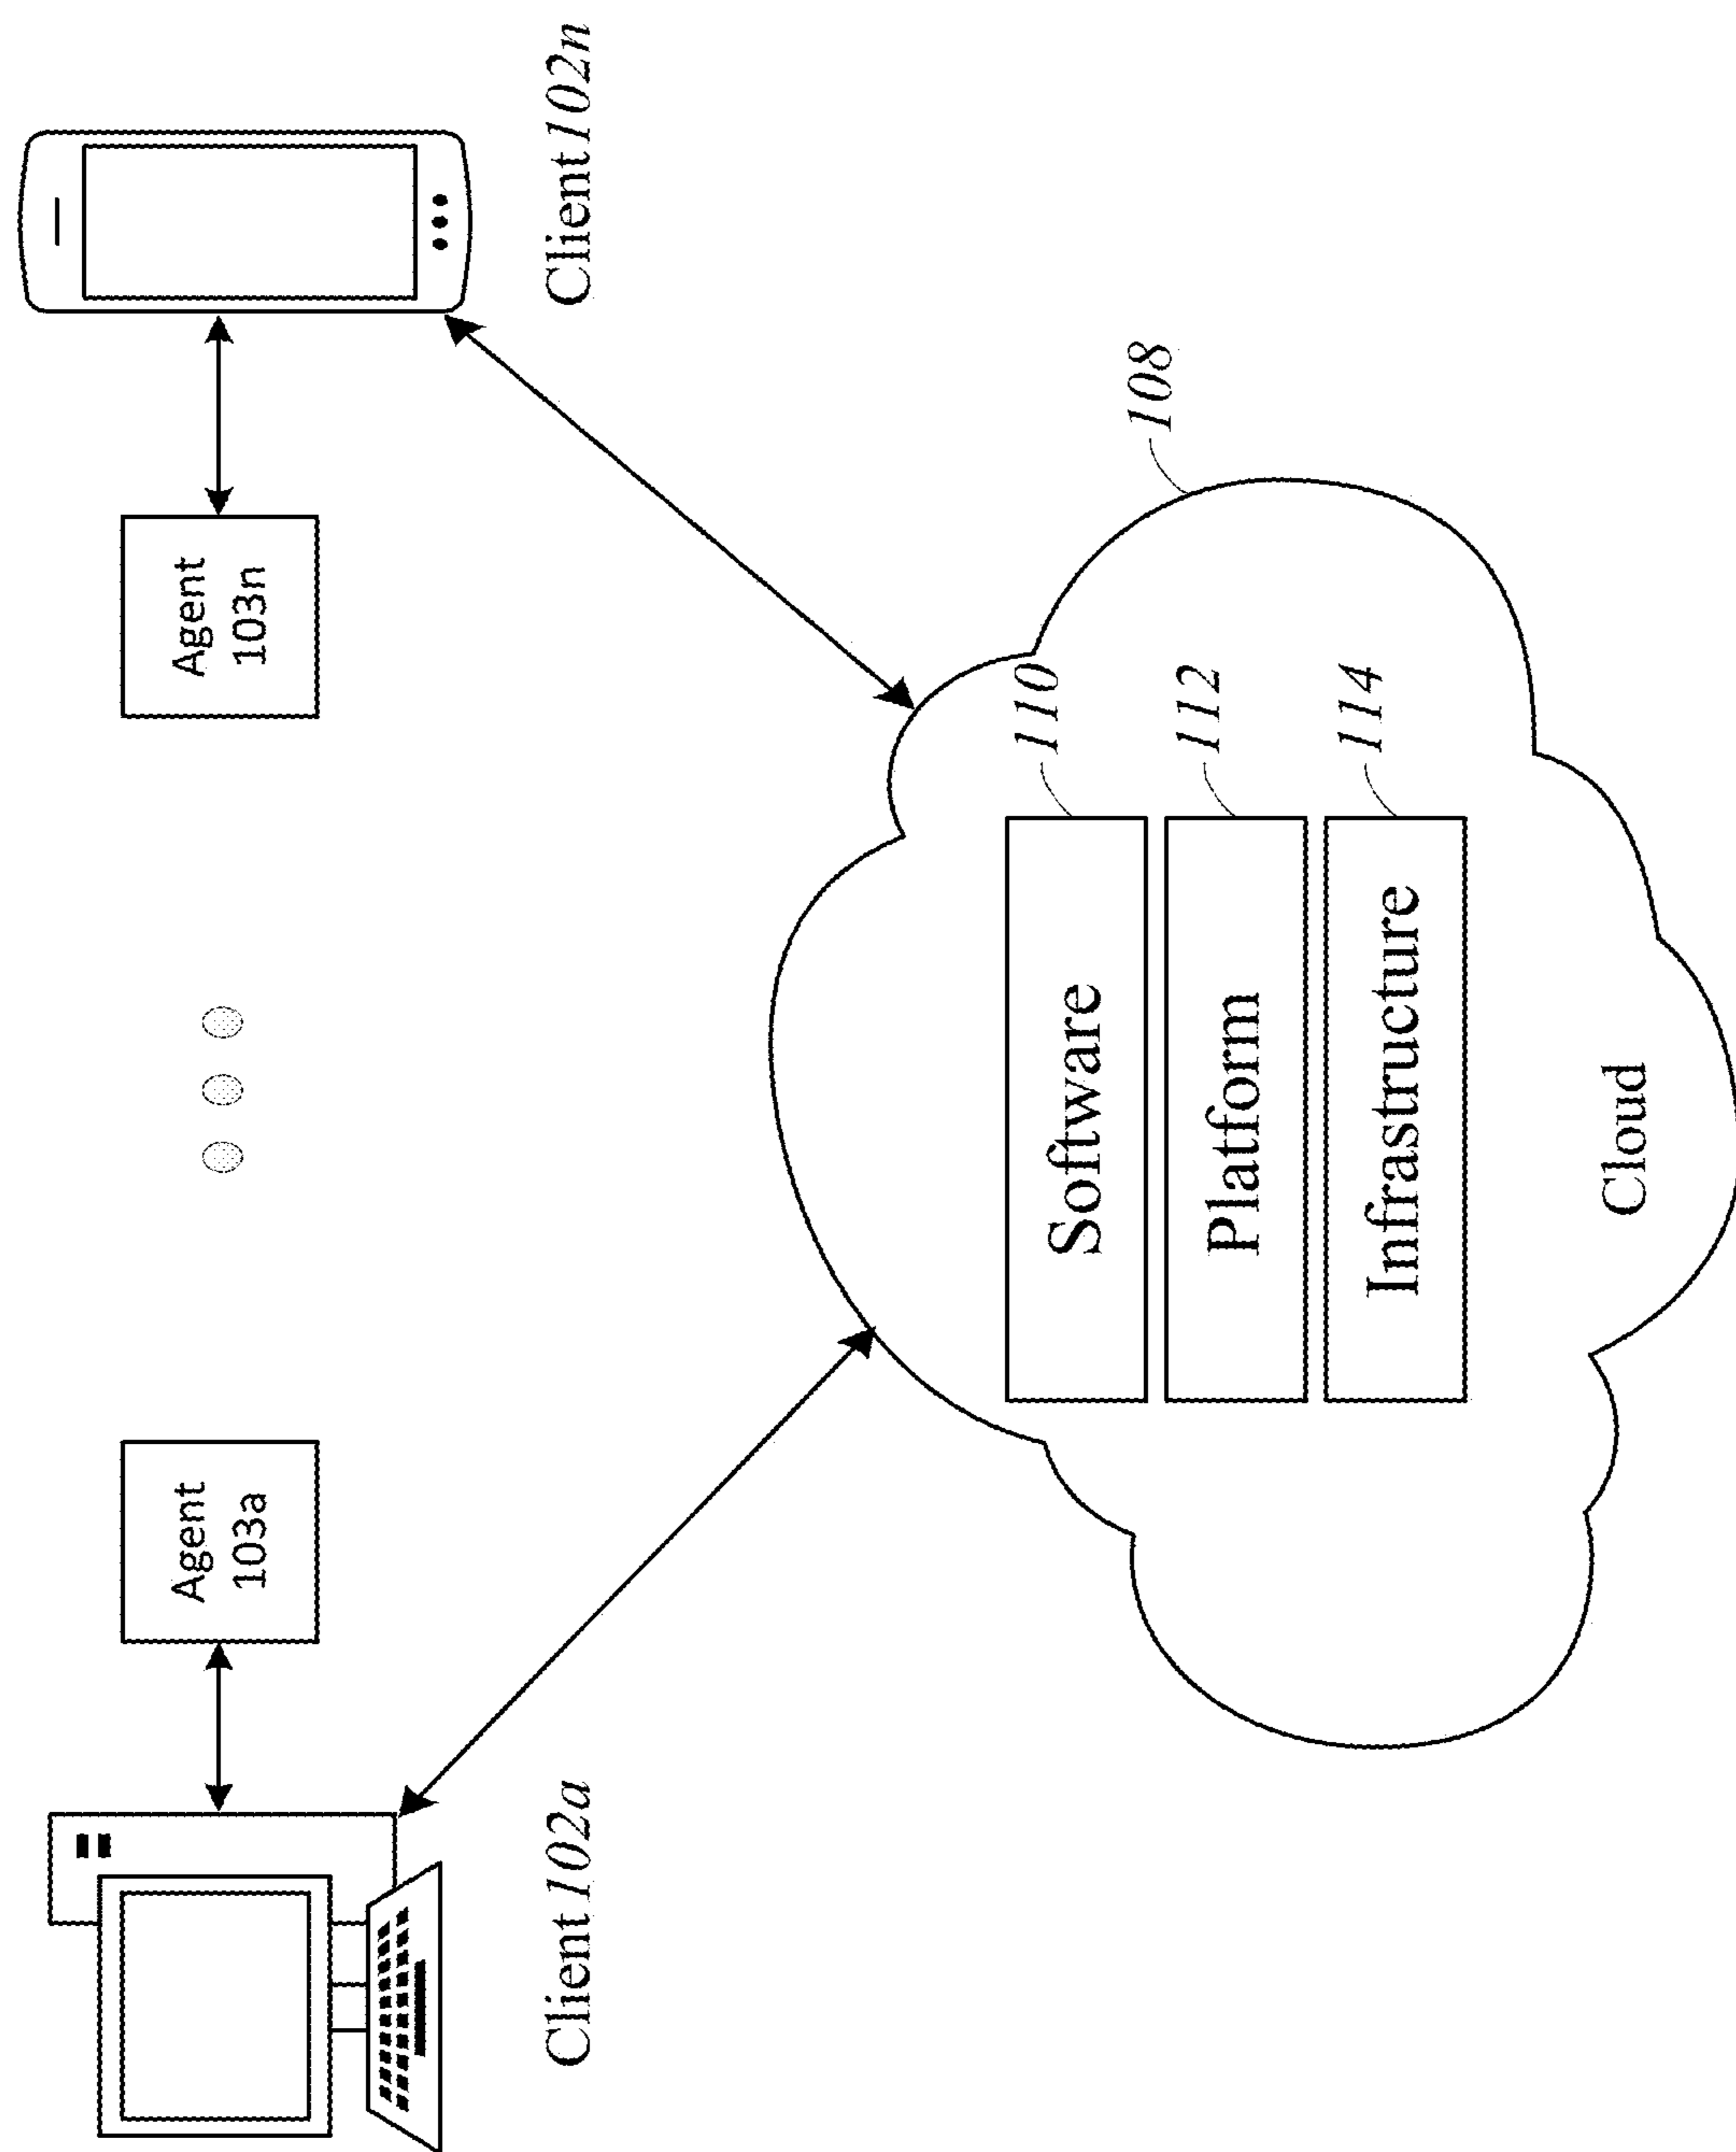 Agent
103a
Agent
103n
Client 102a
Client 102n
108
Software
110
Platform
112
Infrastructure
114
Cloud